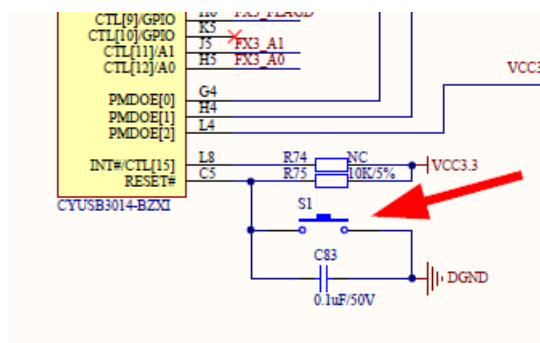 CTL[9]/GPIO H6 FX3_FLAGD
CTL[10]/GPIO K5
CTL[11]/A1 J5 FX3_A1
CTL[12]/A0 H5 FX3_A0
VCC3
PMDOE[0] G4
PMDOE[1] H4
PMDOE[2] L4
INT#/CTL[15] L8 R74 NC VCC3.3
RESET# C5 R75 10K/5%
CYUSB3014-BZXI
S1
C83
DGND
0.1uF/50V